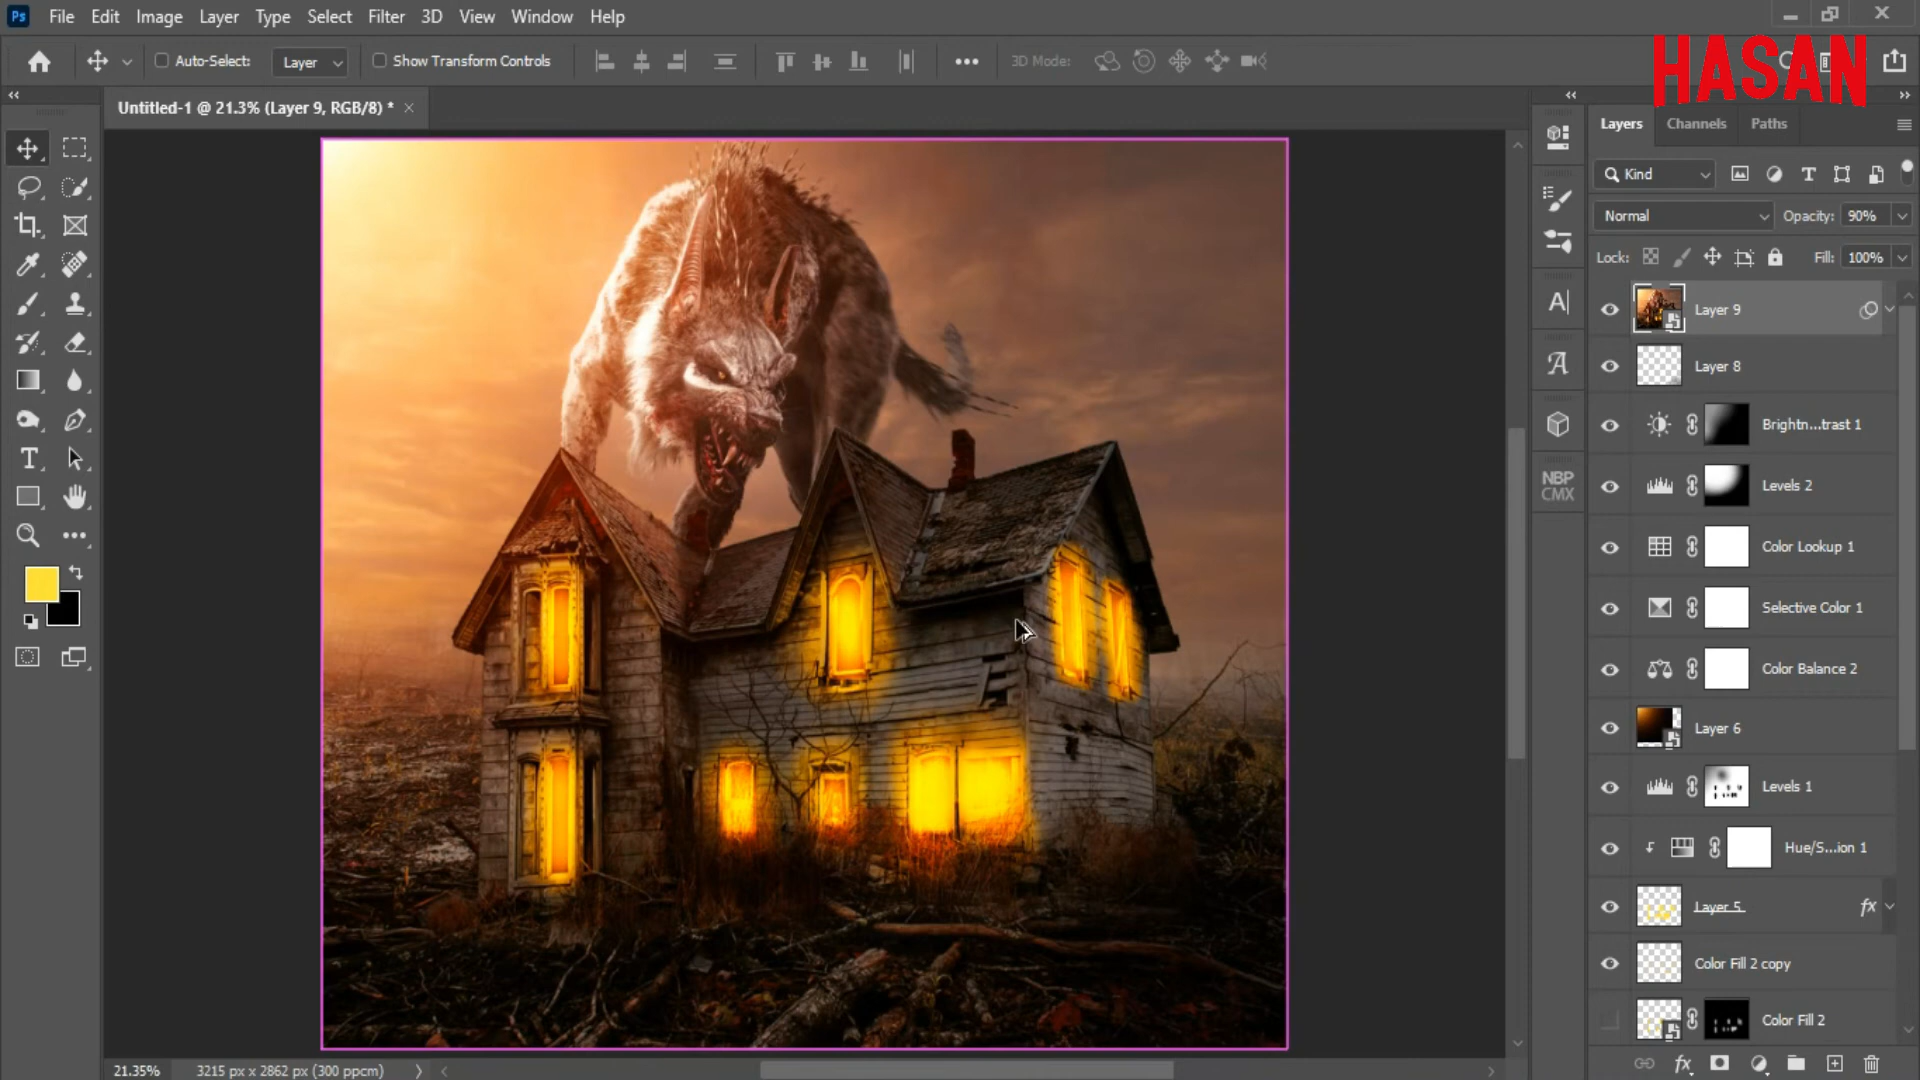 Ps File Edit Image Layer Type Select Filter 3D View Window Help
Auto-Select: Layer Show Transform Controls 3D Mode:
HASAN
Untitled-1 @ 21.3% (Layer 9, RGB/8) *
Layers Channels Paths
Kind
Normal Opacity: 90%
Lock: Fill: 100%
Layer 9
Layer 8
Brightn...trast 1
Levels 2
NBP
CMX
Color Lookup 1
Selective Color 1
Color Balance 2
Layer 6
Levels 1
Hue/S...ion 1
Layer 5 fx
Color Fill 2 copy
Color Fill 2
21.35% 3215 px x 2862 px (300 ppcm)
fx